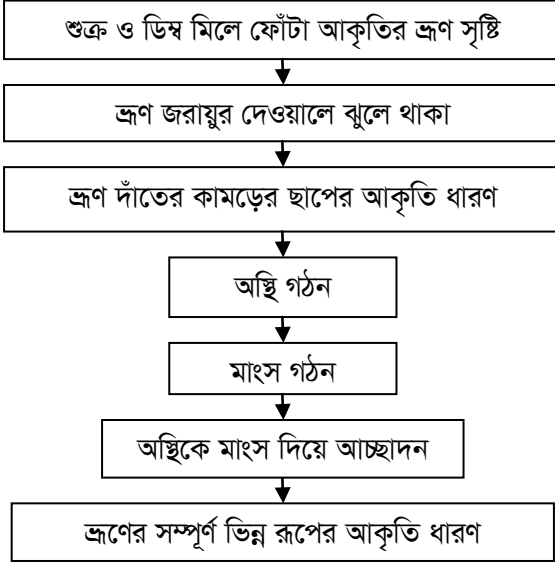 শুক্র ও ডিম্ব মিলে ফোঁটা আকৃতির ভ্রূণ সৃষ্টি
ভ্রূণ জরায়ুর দেওয়ালে ঝুলে থাকা
ভ্রূণ দাঁতের কামড়ের ছাপের আকৃতি ধারণ
অস্থি গঠন
মাংস গঠন
অস্থিকে মাংস দিয়ে আচ্ছাদন
ভ্রূণের সম্পূর্ণ ভিন্ন রূপের আকৃতি ধারণ